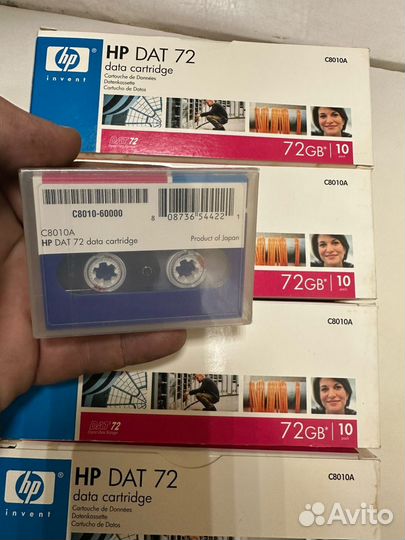 hp
invent
HP DAT 72
data cartridge
Cartouche de Données
Datenkassette
Cartucho de Datos
C8010A
DAT 72
72GB*
10
pack
C8010-60000
8 08736 54422 1
C8010A
HP DAT 72 data cartridge
Product of Japan
C8010A
72GB*
10
pack
C8010A
DAT 72
72GB*
10
pack
hp
invent
HP DAT 72
data cartridge
Cartouche de Données
Datenkassette
Cartucho de Datos
C8010A
Avito